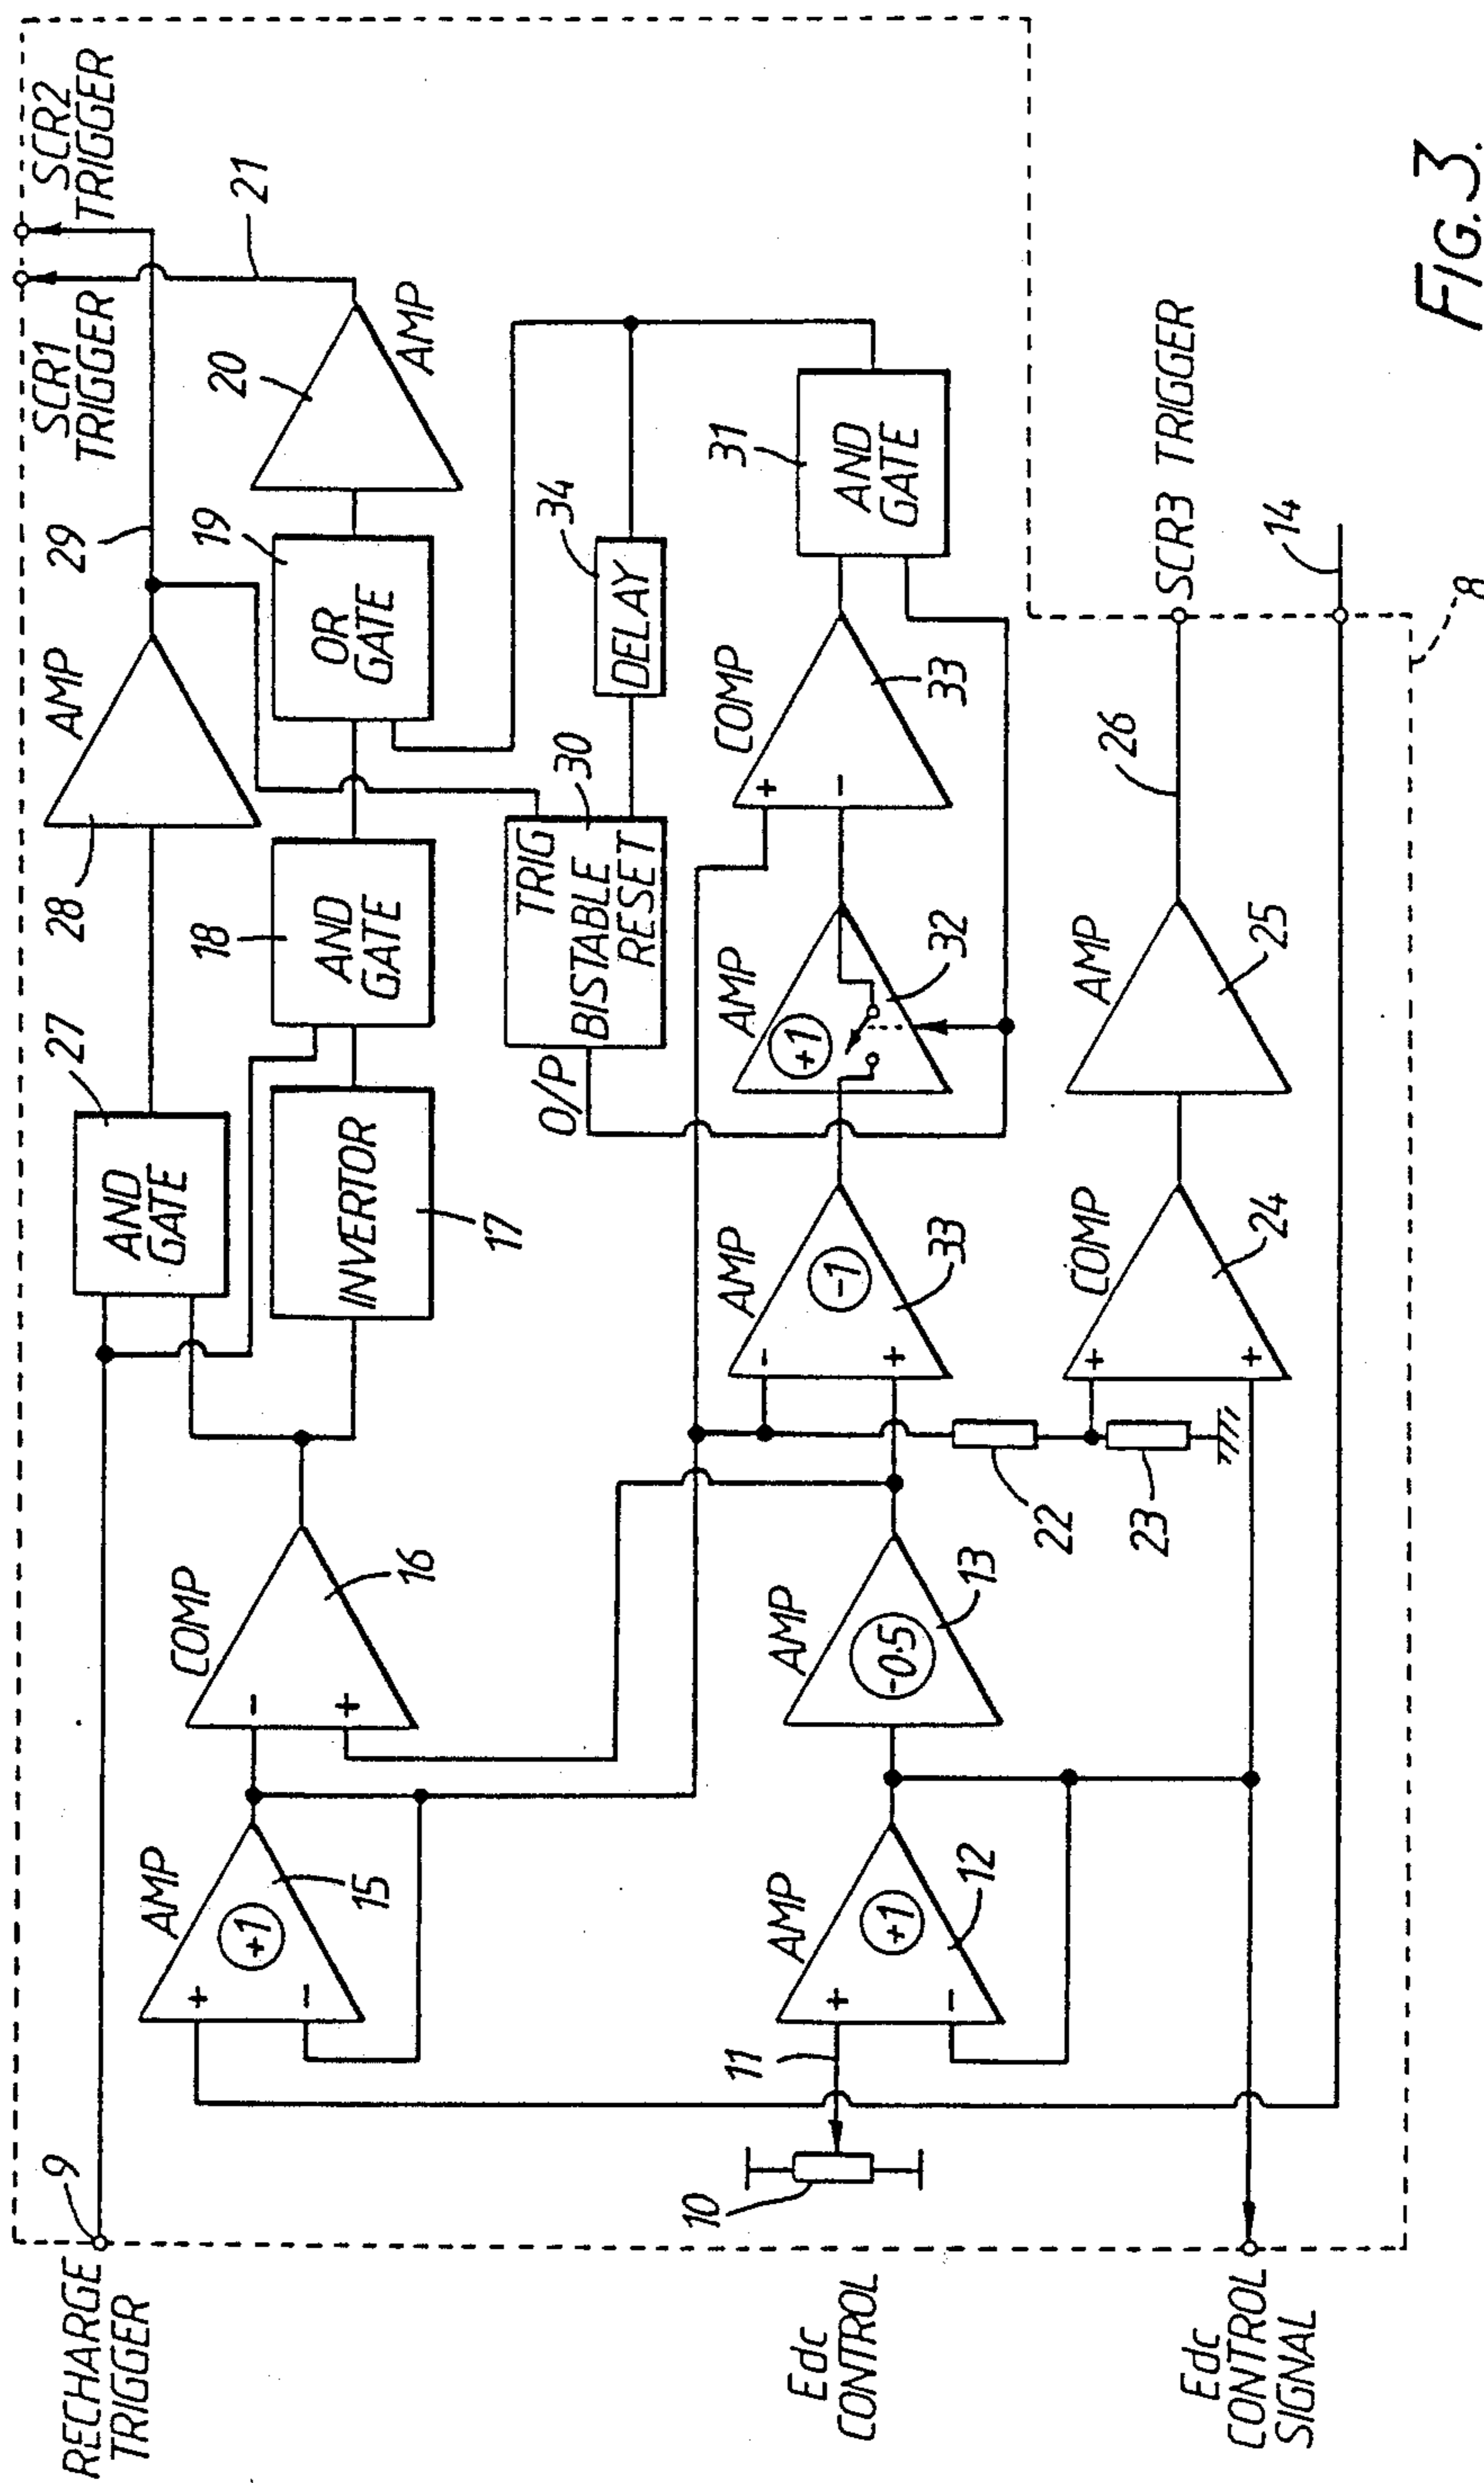 RECHARGE
TRIGGER
9
27
AND
GATE
28
AMP
29
SCR2
TRIGGER
SCR1
TRIGGER
21
AMP
+1
+
-
15
COMP
-
+
16
INVERTOR
17
18
AND
GATE
19
OR
GATE
20
AMP
O/P
TRIG
BISTABLE
RESET
30
34
DELAY
Edc
CONTROL
10
11
AMP
+
-
+1
12
AMP
-0.5
13
AMP
-
+
-1
33
AMP
+1
32
COMP
+
-
33
31
AND
GATE
22
23
COMP
+
+
24
AMP
25
26
SCR3 TRIGGER
14
Edc
CONTROL
SIGNAL
8
FIG.3.